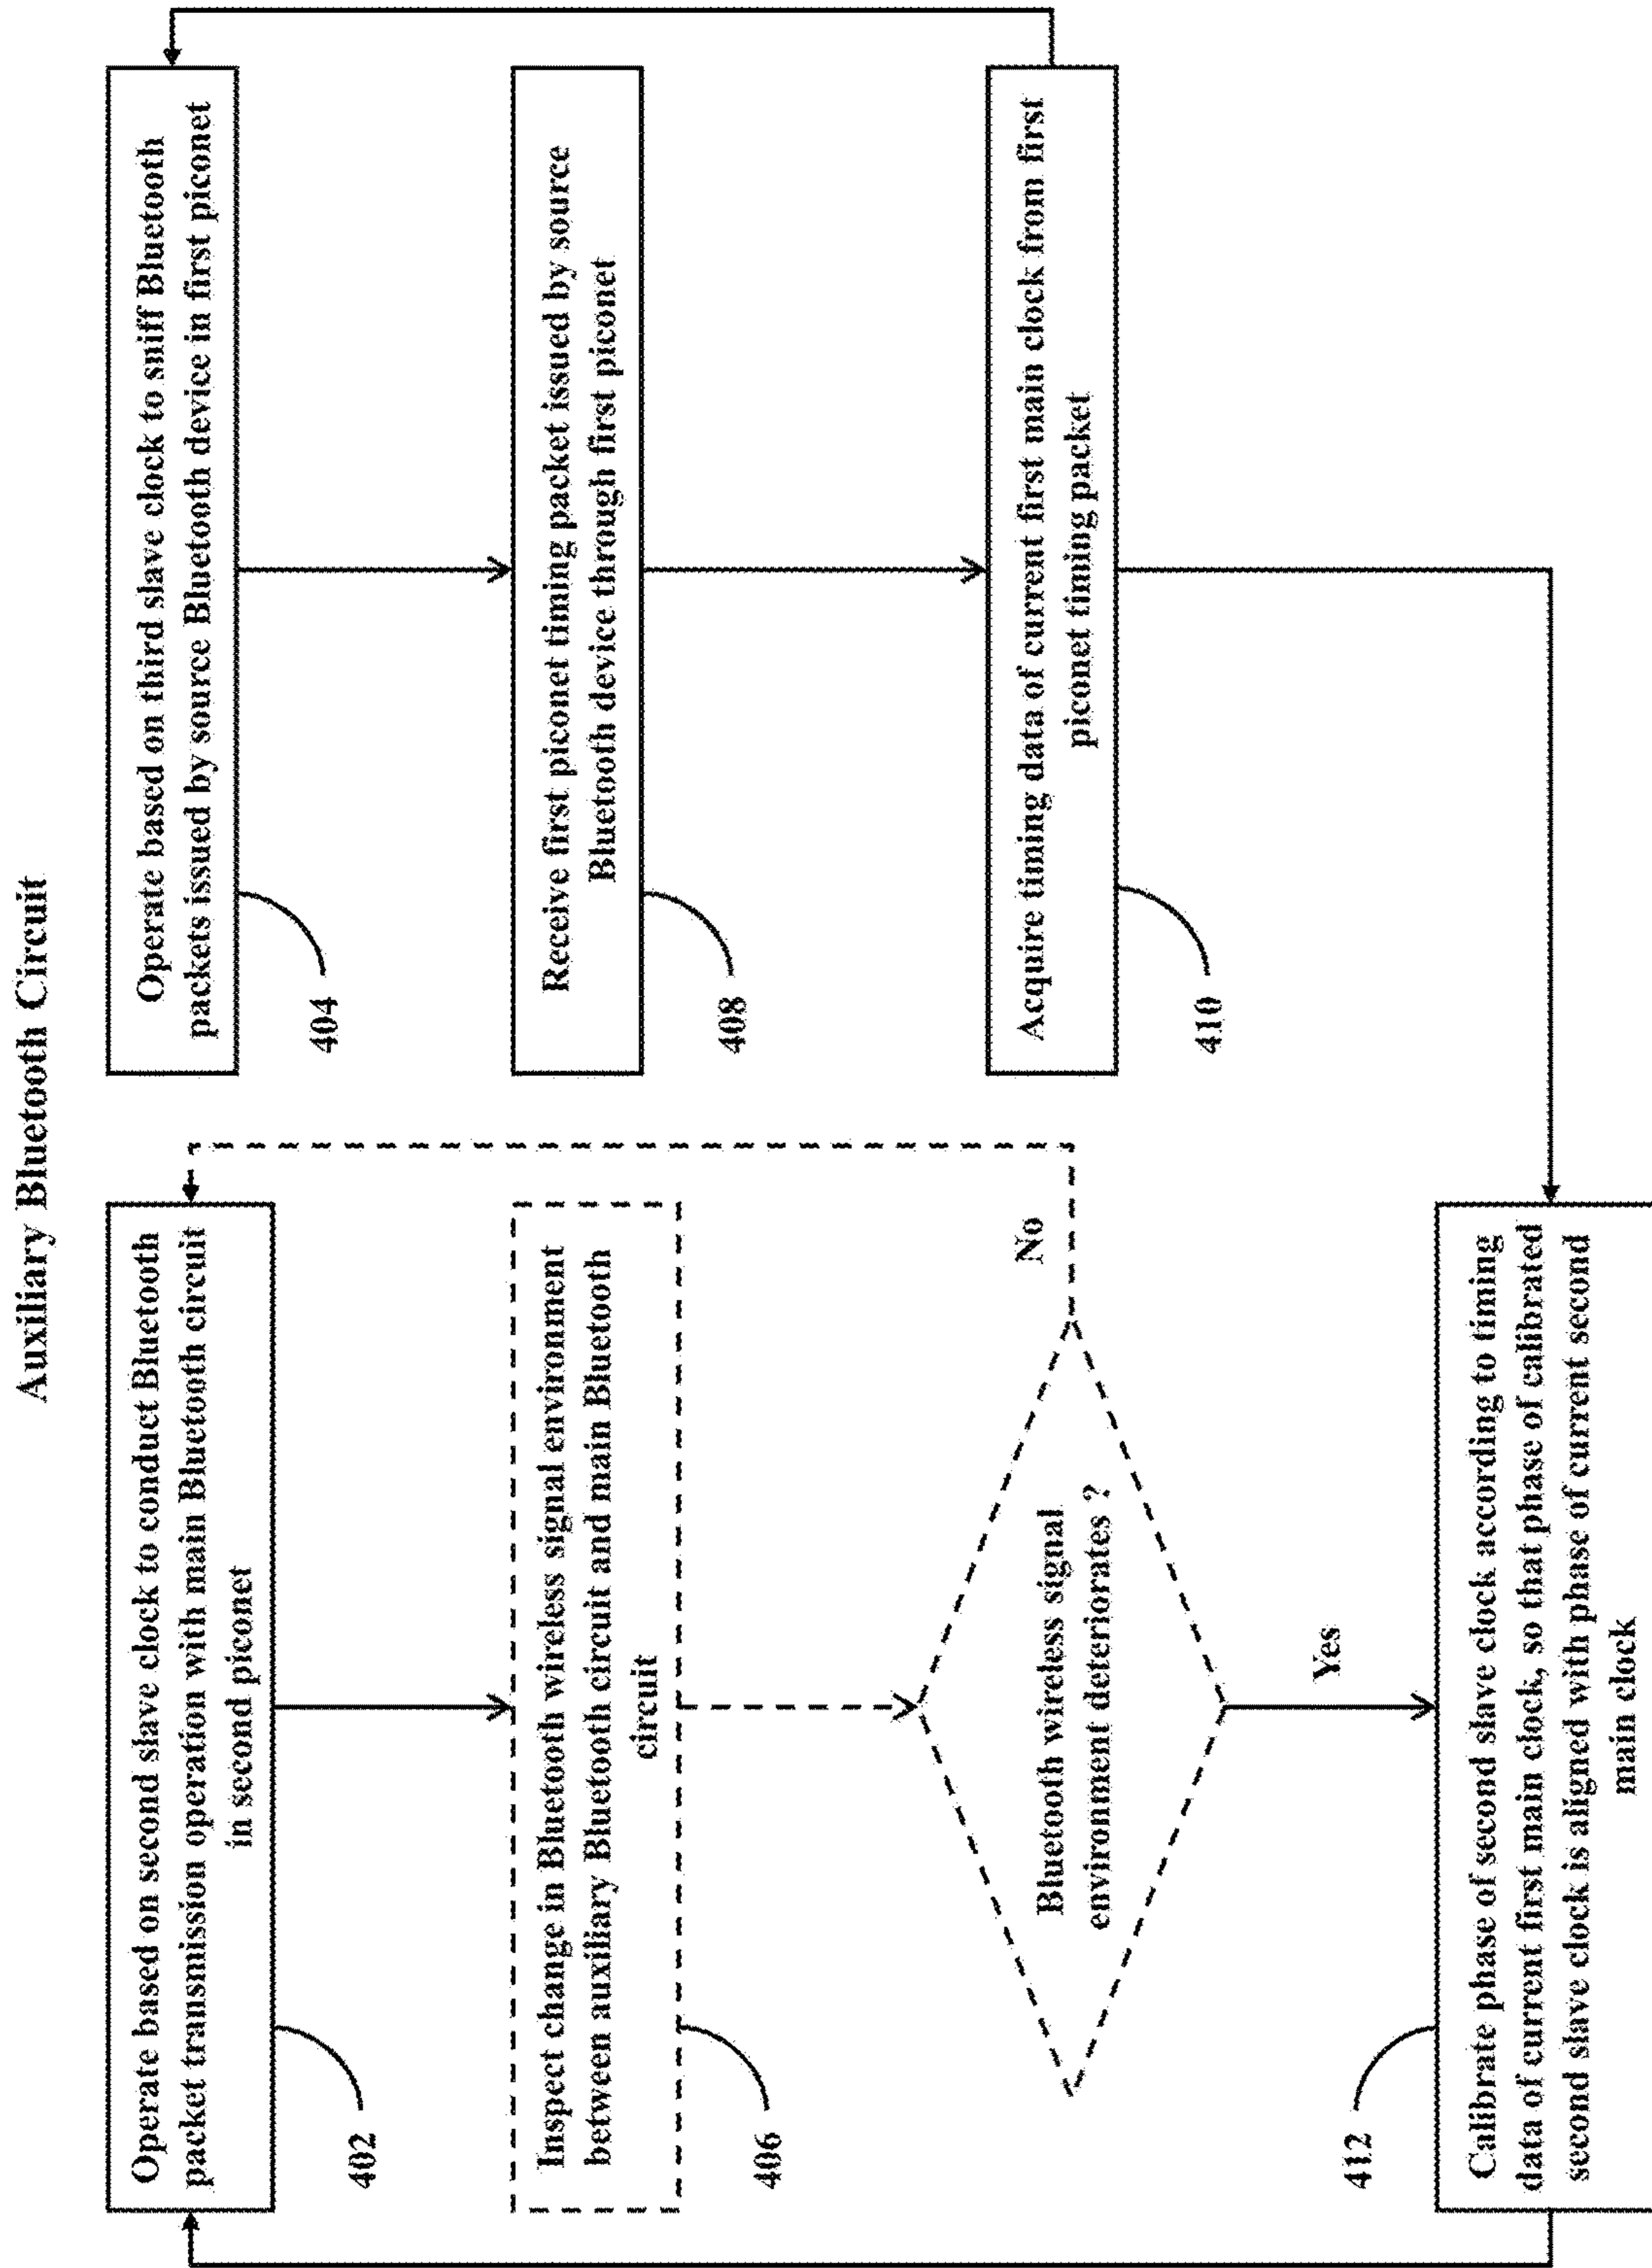 Auxiliary Bluetooth Circuit
Operate based on second slave clock to conduct Bluetooth
packet transmission operation with main Bluetooth circuit
in second piconet
402
Inspect change in Bluetooth wireless signal environment
between auxiliary Bluetooth circuit and main Bluetooth
circuit
406
Bluetooth wireless signal
environment deteriorates ?
No
Yes
412
Calibrate phase of second slave clock according to timing
data of current first main clock, so that phase of calibrated
second slave clock is aligned with phase of current second
main clock
Operate based on third slave clock to sniff Bluetooth
packets issued by source Bluetooth device in first piconet
404
Receive first piconet timing packet issued by source
Bluetooth device through first piconet
408
Acquire timing data of current first main clock from first
piconet timing packet
410